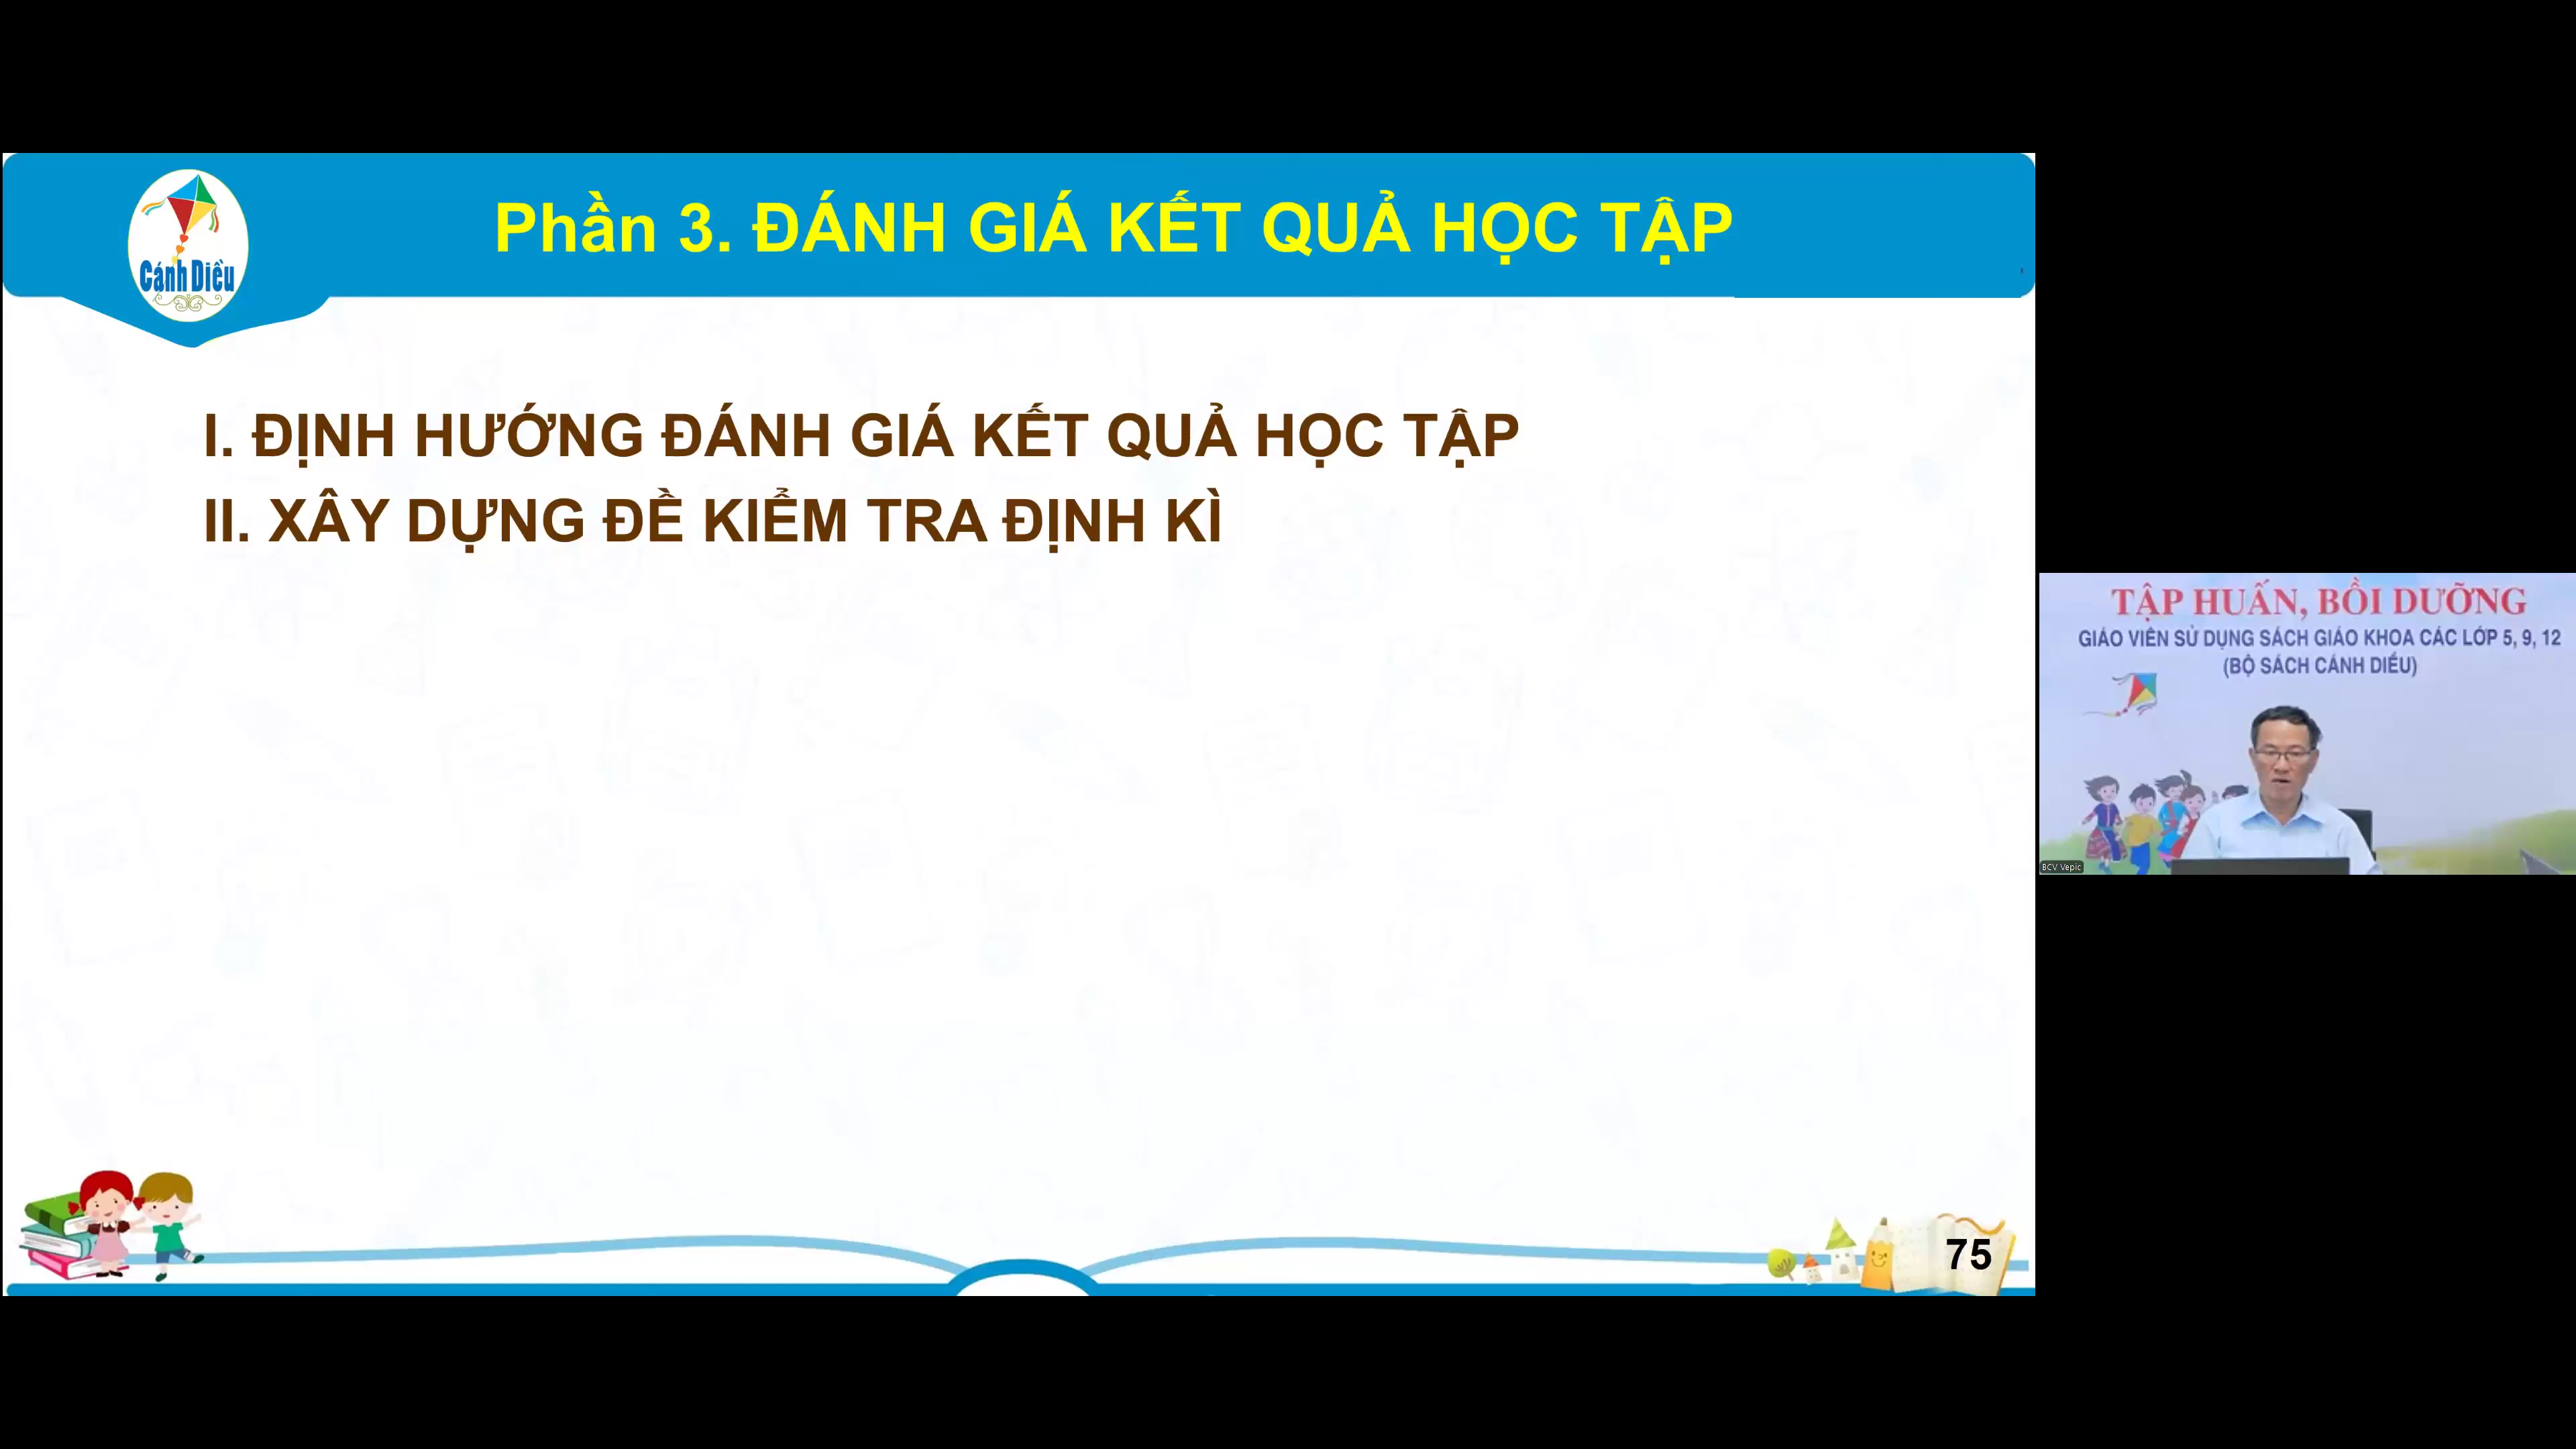 Cánh Diều
Phần 3. ĐÁNH GIÁ KẾT QUẢ HỌC TẬP
I. ĐỊNH HƯỚNG ĐÁNH GIÁ KẾT QUẢ HỌC TẬP
II. XÂY DỰNG ĐỀ KIỂM TRA ĐỊNH KÌ
75
TẬP HUẤN, BỒI DƯỠNG
GIÁO VIÊN SỬ DỤNG SÁCH GIÁO KHOA CÁC LỚP 5, 9, 12
(BỘ SÁCH CÁNH DIỀU)
BCV Vepic